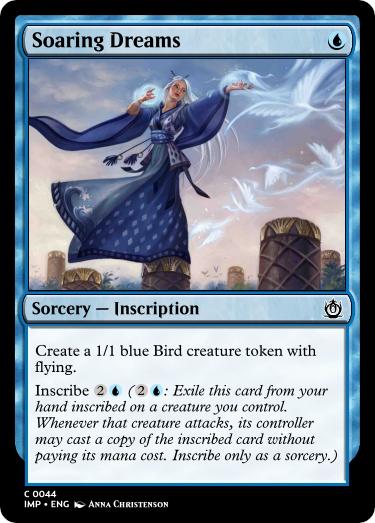 Soaring Dreams
Sorcery — Inscription
Create a 1/1 blue Bird creature token with
flying.
Inscribe 2 (2: Exile this card from your
hand inscribed on a creature you control.
Whenever that creature attacks, its controller
may cast a copy of the inscribed card without
paying its mana cost. Inscribe only as a sorcery.)
C 0044
IMP • ENG Anna Christenson